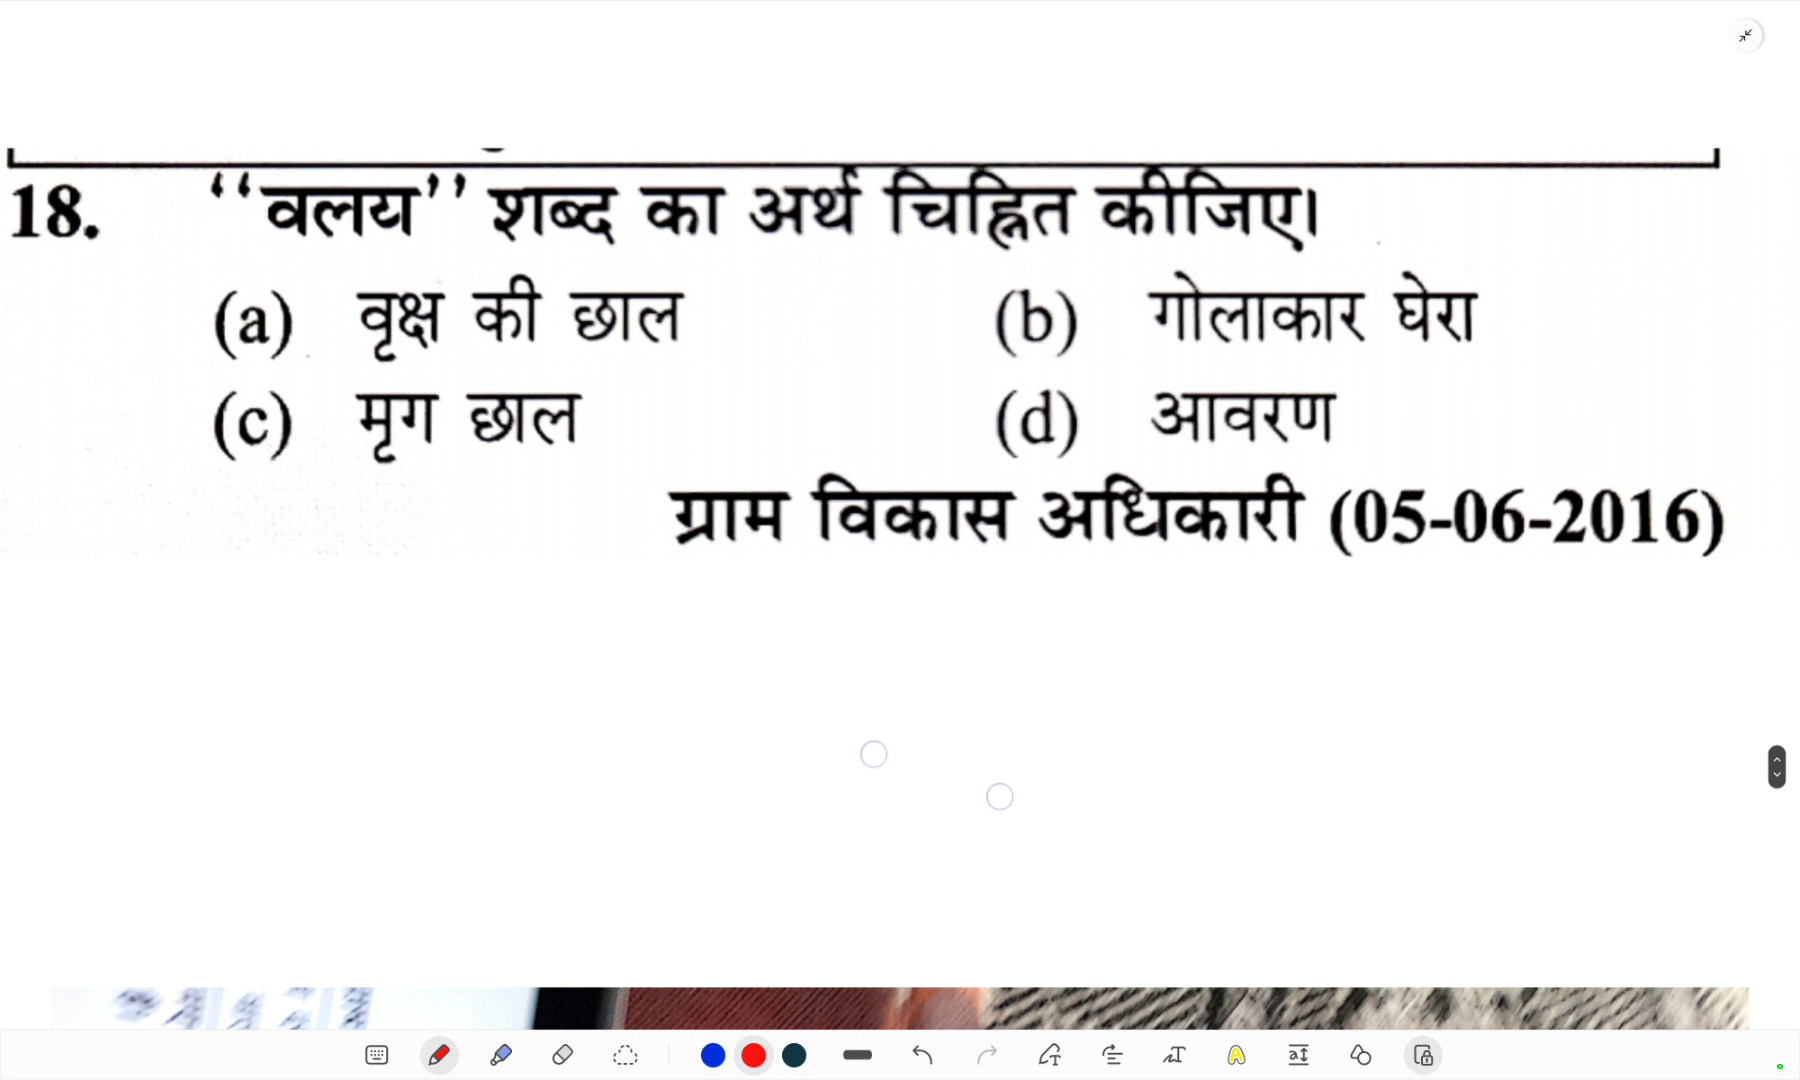 18. ‘‘वलय’’ शब्द का अर्थ चिह्नित कीजिए।
(a) वृक्ष की छाल (b) गोलाकार घेरा
(c) मृग छाल (d) आवरण
ग्राम विकास अधिकारी (05-06-2016)